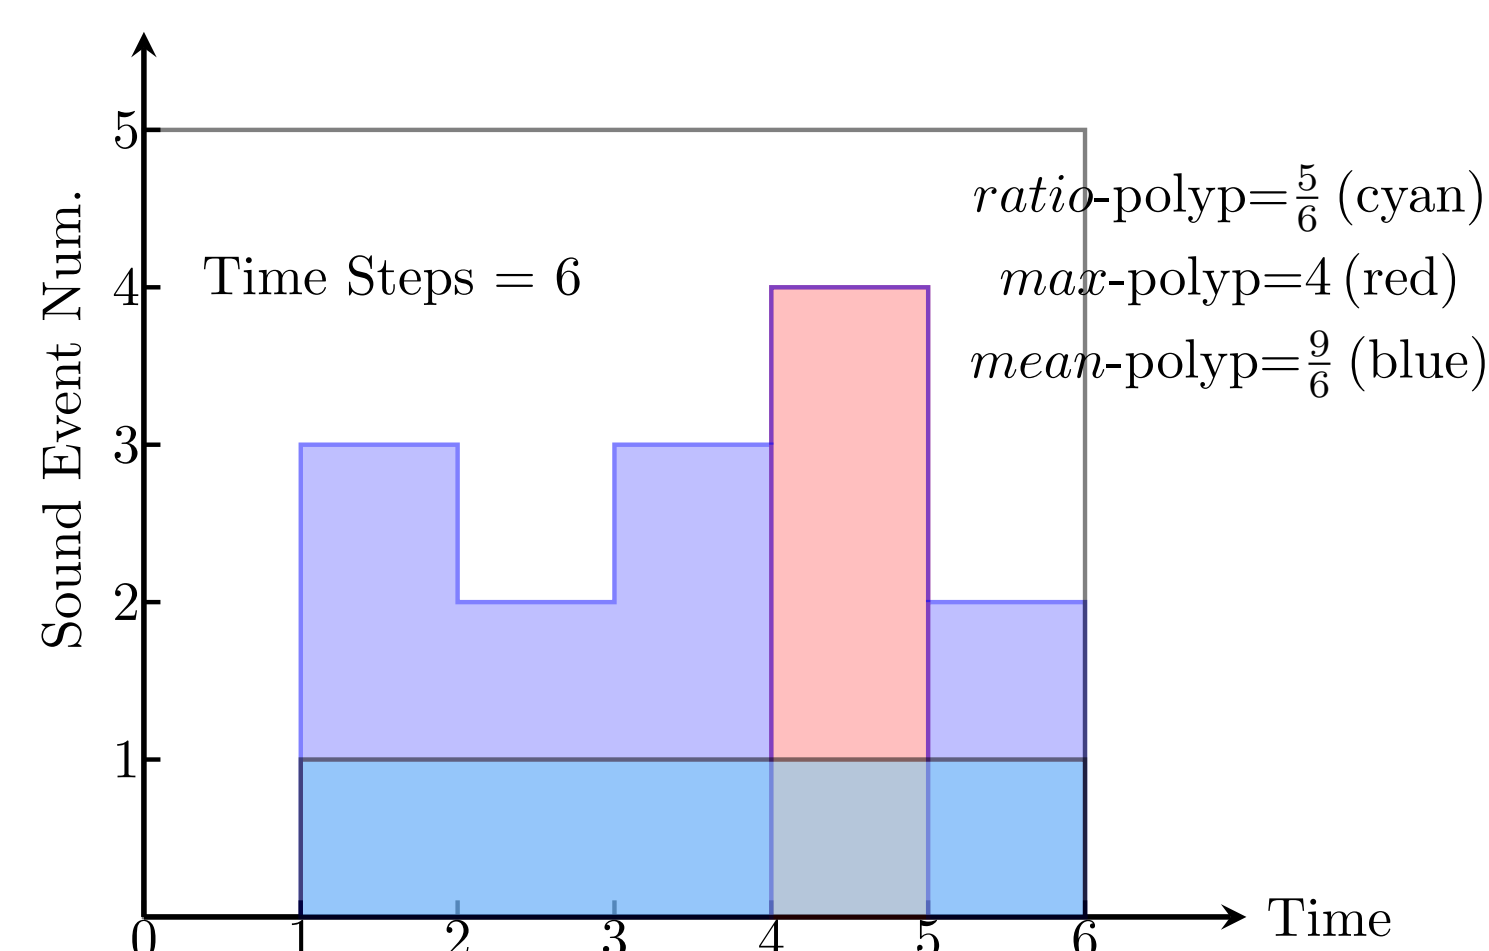 5
ratio-polyp=5/6 (cyan)
Time Steps = 6
4
max-polyp=4 (red)
mean-polyp=9/6 (blue)
Sound Event Num.
3
2
1
0 1 2 3 4 5 6
Time